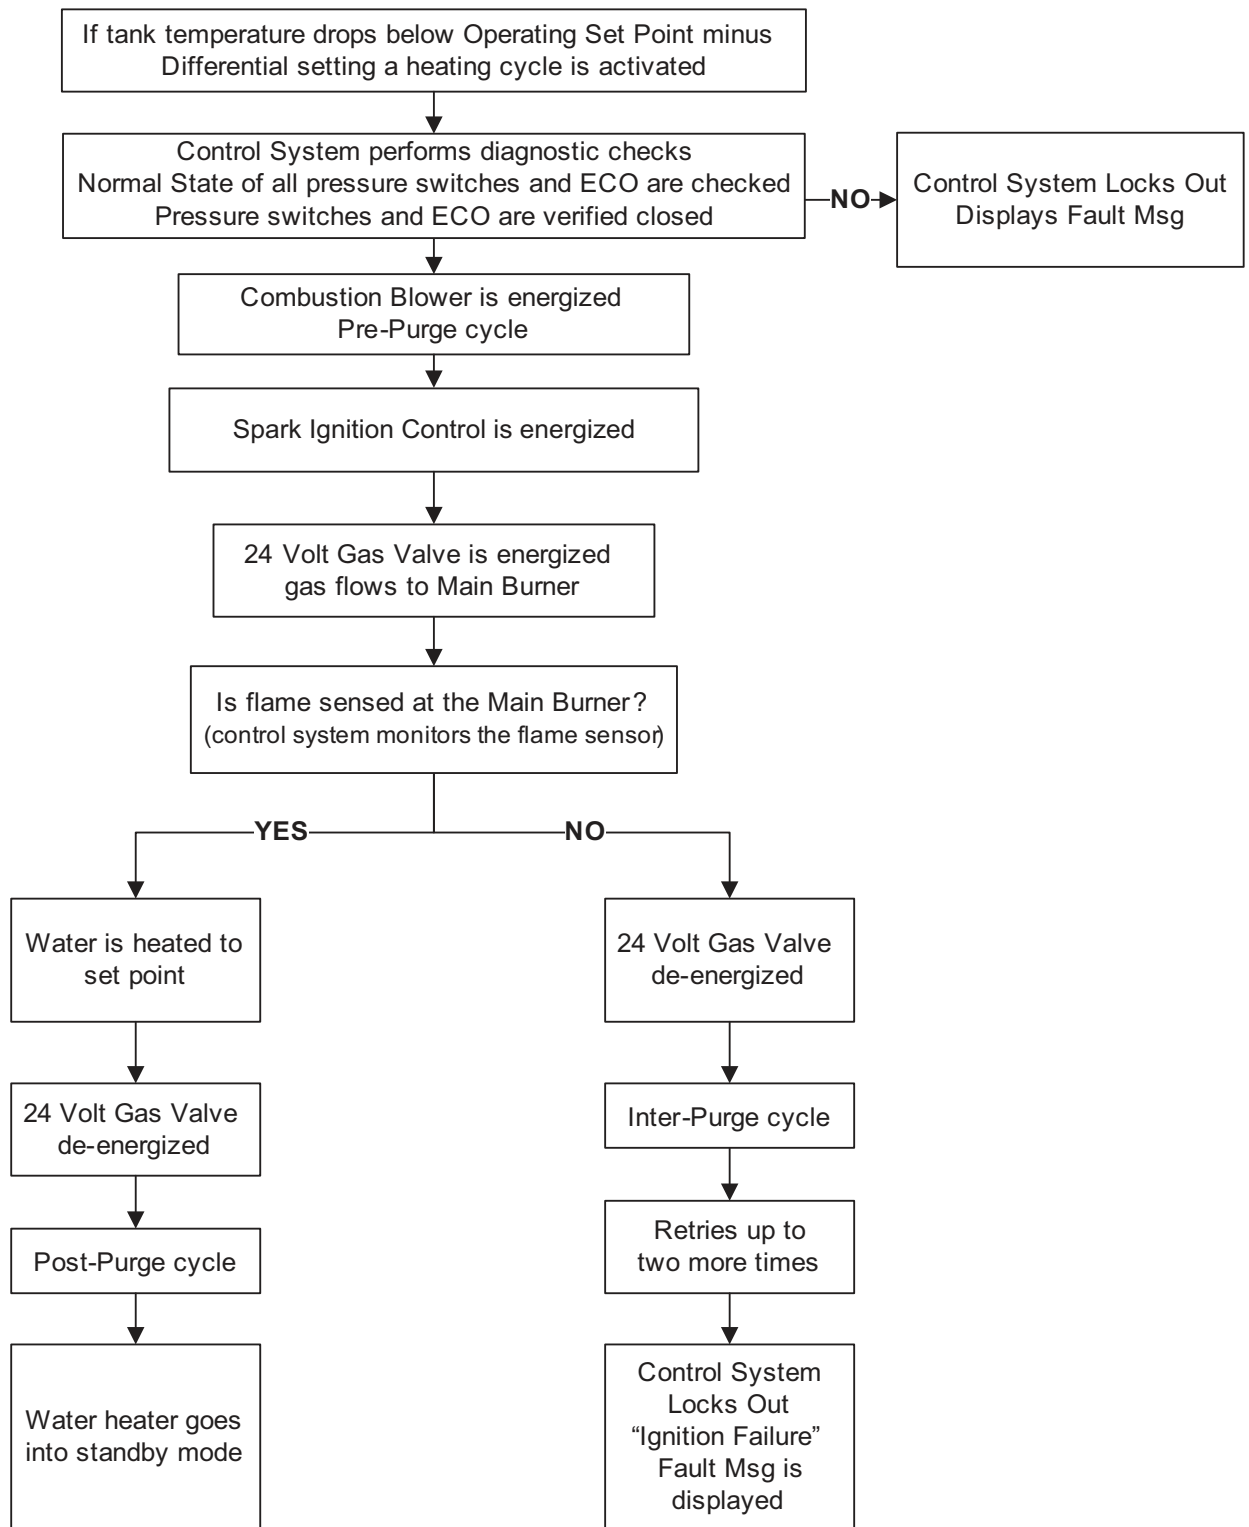 If tank temperature drops below Operating Set Point minus
Differential setting a heating cycle is activated
Control System performs diagnostic checks
Normal State of all pressure switches and ECO are checked
Pressure switches and ECO are verified closed
NO
Control System Locks Out
Displays Fault Msg
Combustion Blower is energized
Pre-Purge cycle
Spark Ignition Control is energized
24 Volt Gas Valve is energized
gas flows to Main Burner
Is flame sensed at the Main Burner?
(control system monitors the flame sensor)
YES
NO
Water is heated to
set point
24 Volt Gas Valve
de-energized
Post-Purge cycle
Water heater goes
into standby mode
24 Volt Gas Valve
de-energized
Inter-Purge cycle
Retries up to
two more times
Control System
Locks Out
“Ignition Failure”
Fault Msg is
displayed